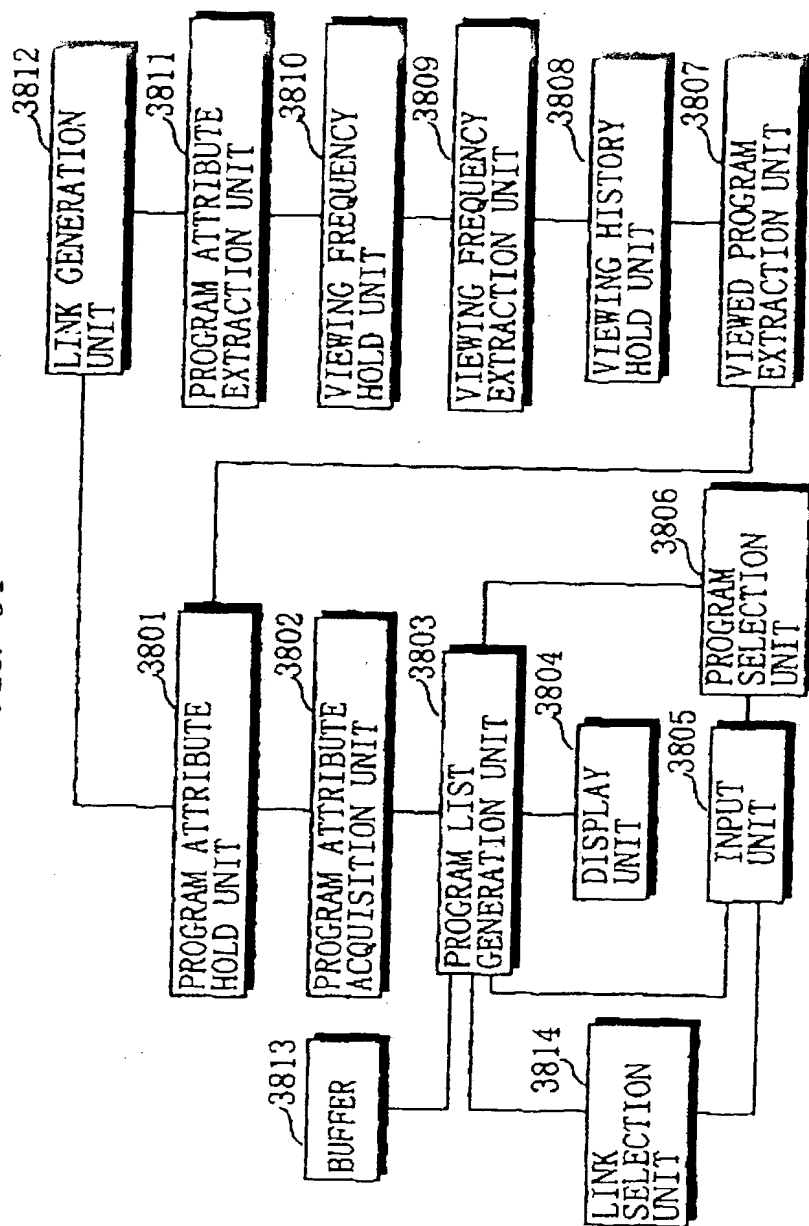 3812
LINK GENERATION
UNIT
3811
PROGRAM ATTRIBUTE
EXTRACTION UNIT
3810
VIEWING FREQUENCY
HOLD UNIT
3809
VIEWING FREQUENCY
EXTRACTION UNIT
3808
VIEWING HISTORY
HOLD UNIT
3807
VIEWED PROGRAM
EXTRACTION UNIT
3801
PROGRAM ATTRIBUTE
HOLD UNIT
3802
PROGRAM ATTRIBUTE
ACQUISITION UNIT
3803
PROGRAM LIST
GENERATION UNIT
3804
DISPLAY
UNIT
3805
INPUT
UNIT
3806
PROGRAM
SELECTION
UNIT
3813
BUFFER
3814
LINK
SELECTION
UNIT